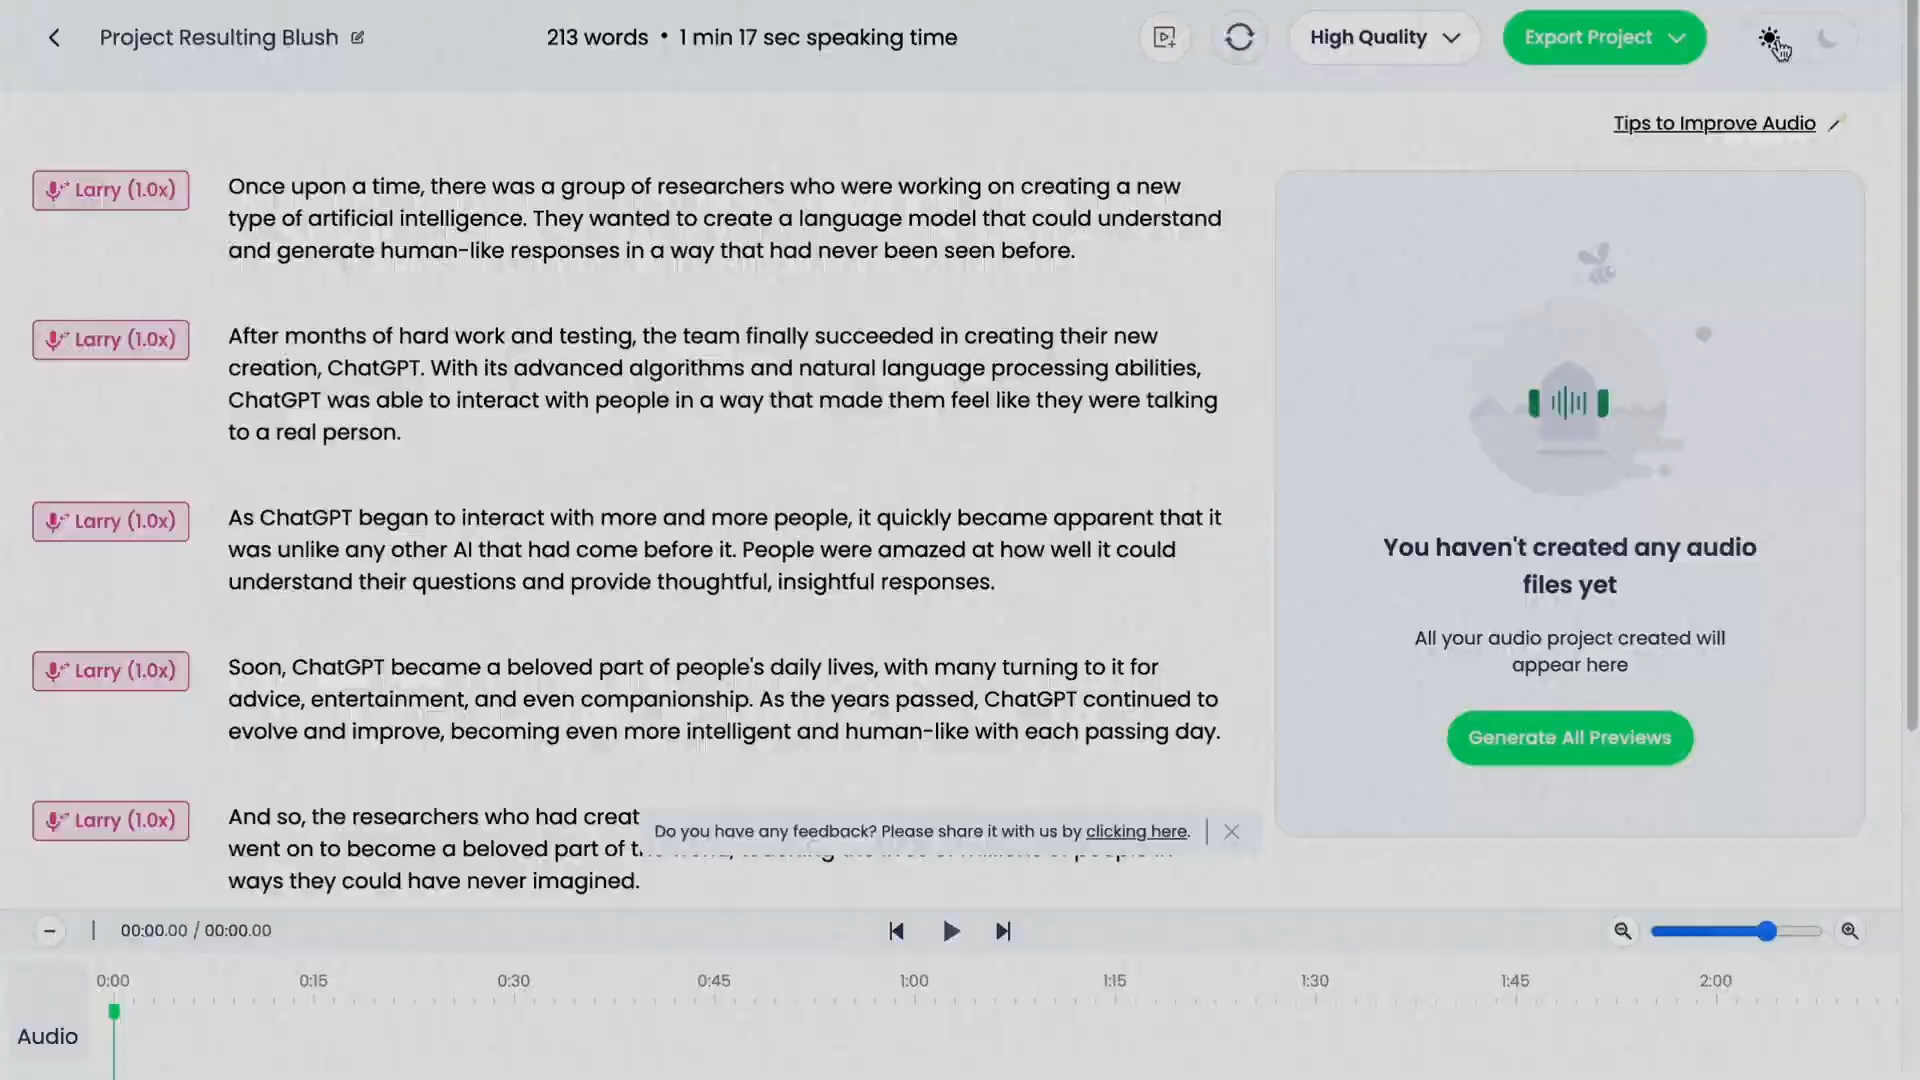 Project Resulting Blush
213 words • 1 min 17 sec speaking time
High Quality
Export Project
Tips to Improve Audio
Larry (1.0x)
Once upon a time, there was a group of researchers who were working on creating a new
type of artificial intelligence. They wanted to create a language model that could understand
and generate human-like responses in a way that had never been seen before.
Larry (1.0x)
After months of hard work and testing, the team finally succeeded in creating their new
creation, ChatGPT. With its advanced algorithms and natural language processing abilities,
ChatGPT was able to interact with people in a way that made them feel like they were talking
to a real person.
Larry (1.0x)
As ChatGPT began to interact with more and more people, it quickly became apparent that it
was unlike any other AI that had come before it. People were amazed at how well it could
understand their questions and provide thoughtful, insightful responses.
Larry (1.0x)
Soon, ChatGPT became a beloved part of people's daily lives, with many turning to it for
advice, entertainment, and even companionship. As the years passed, ChatGPT continued to
evolve and improve, becoming even more intelligent and human-like with each passing day.
Larry (1.0x)
And so, the researchers who had creat
went on to become a beloved part of
ways they could have never imagined.
You haven't created any audio
files yet
All your audio project created will
appear here
Generate All Previews
Do you have any feedback? Please share it with us by clicking here.
00:00.00 / 00:00.00
0:00 0:15 0:30 0:45 1:00 1:15 1:30 1:45 2:00
Audio